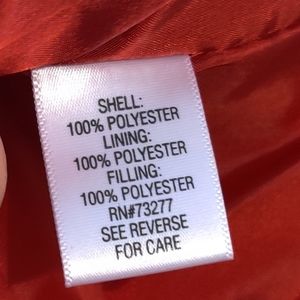 SHELL:
100% POLYESTER
LINING:
100% POLYESTER
FILLING:
100% POLYESTER
RN#73277
SEE REVERSE
FOR CARE